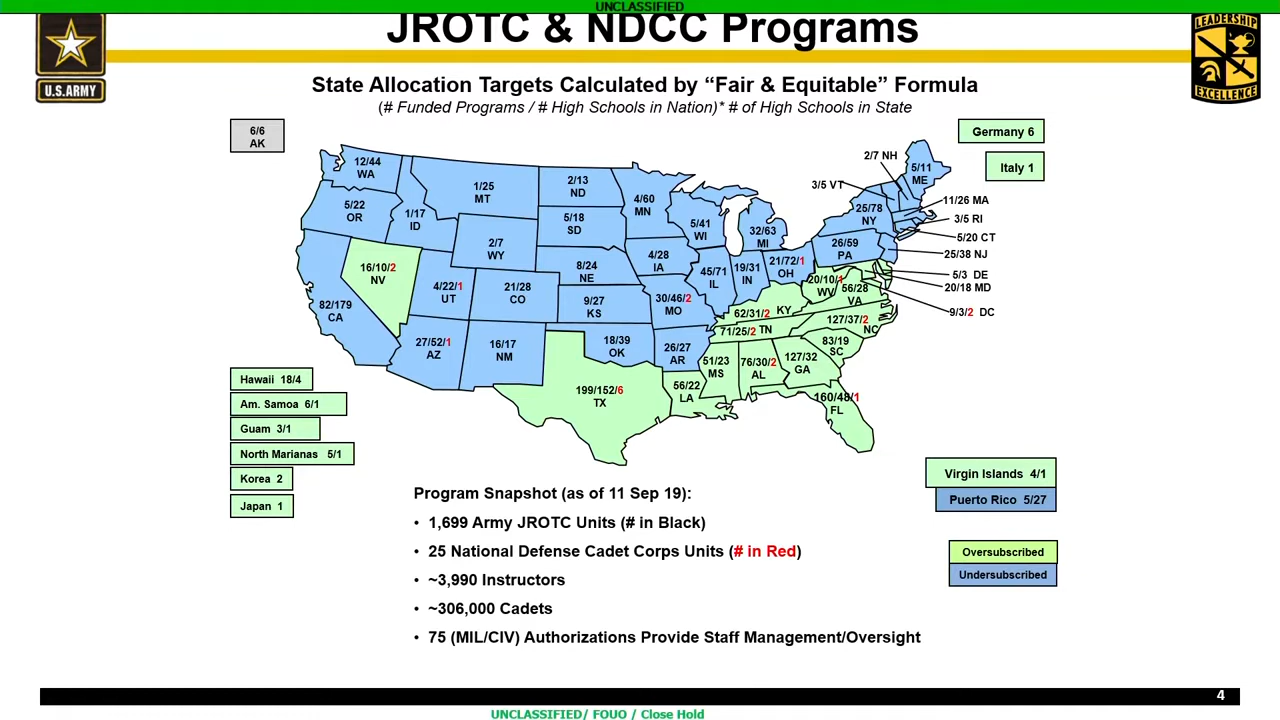 UNCLASSIFIED
JROTC & NDCC Programs
U.S.ARMY
LEADERSHIP
EXCELLENCE
State Allocation Targets Calculated by “Fair & Equitable” Formula
(# Funded Programs / # High Schools in Nation)* # of High Schools in State
6/6
AK
Germany 6
Italy 1
12/44
WA
5/22
OR
1/17
ID
1/25
MT
2/13
ND
5/18
SD
2/7
WY
4/60
MN
5/41
WI
32/63
MI
2/7 NH
3/5 VT
5/11
ME
25/78
NY
11/26 MA
3/5 RI
5/20 CT
25/38 NJ
26/59
PA
5/3 DE
20/18 MD
9/3/2 DC
16/10/2
NV
82/179
CA
4/22/1
UT
21/28
CO
8/24
NE
9/27
KS
4/28
IA
30/46/2
MO
45/71
IL
19/31
IN
21/72/1
OH
20/10/1
WV
56/28
VA
62/31/2 KY
127/37/2
NC
71/25/2 TN
83/19
SC
27/52/1
AZ
16/17
NM
18/39
OK
26/27
AR
51/23
MS
76/30/2
AL
127/32
GA
199/152/6
TX
56/22
LA
160/48/1
FL
Hawaii 18/4
Am. Samoa 6/1
Guam 3/1
North Marianas 5/1
Korea 2
Japan 1
Virgin Islands 4/1
Puerto Rico 5/27
Oversubscribed
Undersubscribed
Program Snapshot (as of 11 Sep 19):
• 1,699 Army JROTC Units (# in Black)
• 25 National Defense Cadet Corps Units (# in Red)
• ~3,990 Instructors
• ~306,000 Cadets
• 75 (MIL/CIV) Authorizations Provide Staff Management/Oversight
4
UNCLASSIFIED/ FOUO / Close Hold